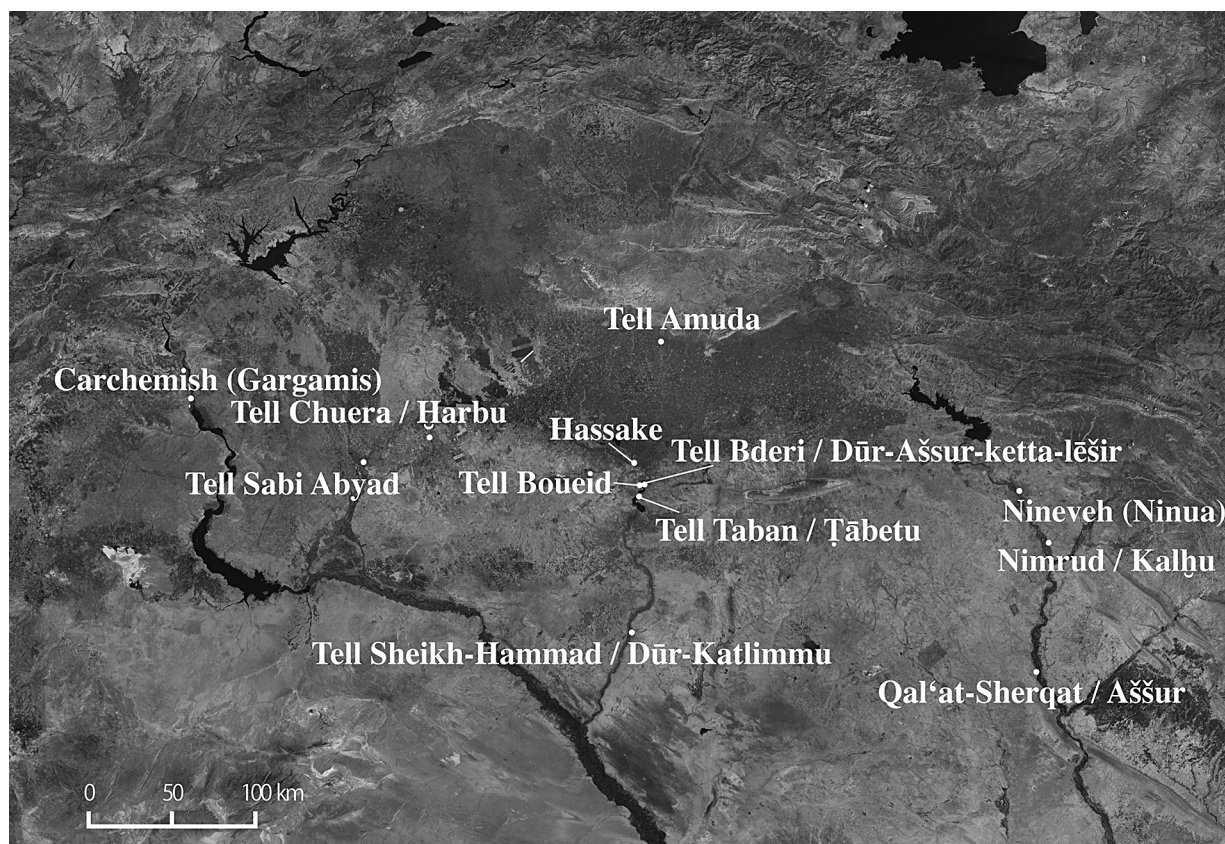 Tell Amuda
Carchemish (Gargamis)
Tell Chuera / Ḫarbu
Hassake
Tell Bderi / Dūr-Aššur-ketta-lēšir
Tell Sabi Abyad
Tell Boueid
Nineveh (Ninua)
Tell Taban / Ṭābetu
Nimrud / Kalḫu
Tell Sheikh-Hammad / Dūr-Katlimmu
Qal‘at-Sherqat / Aššur
0 50 100 km